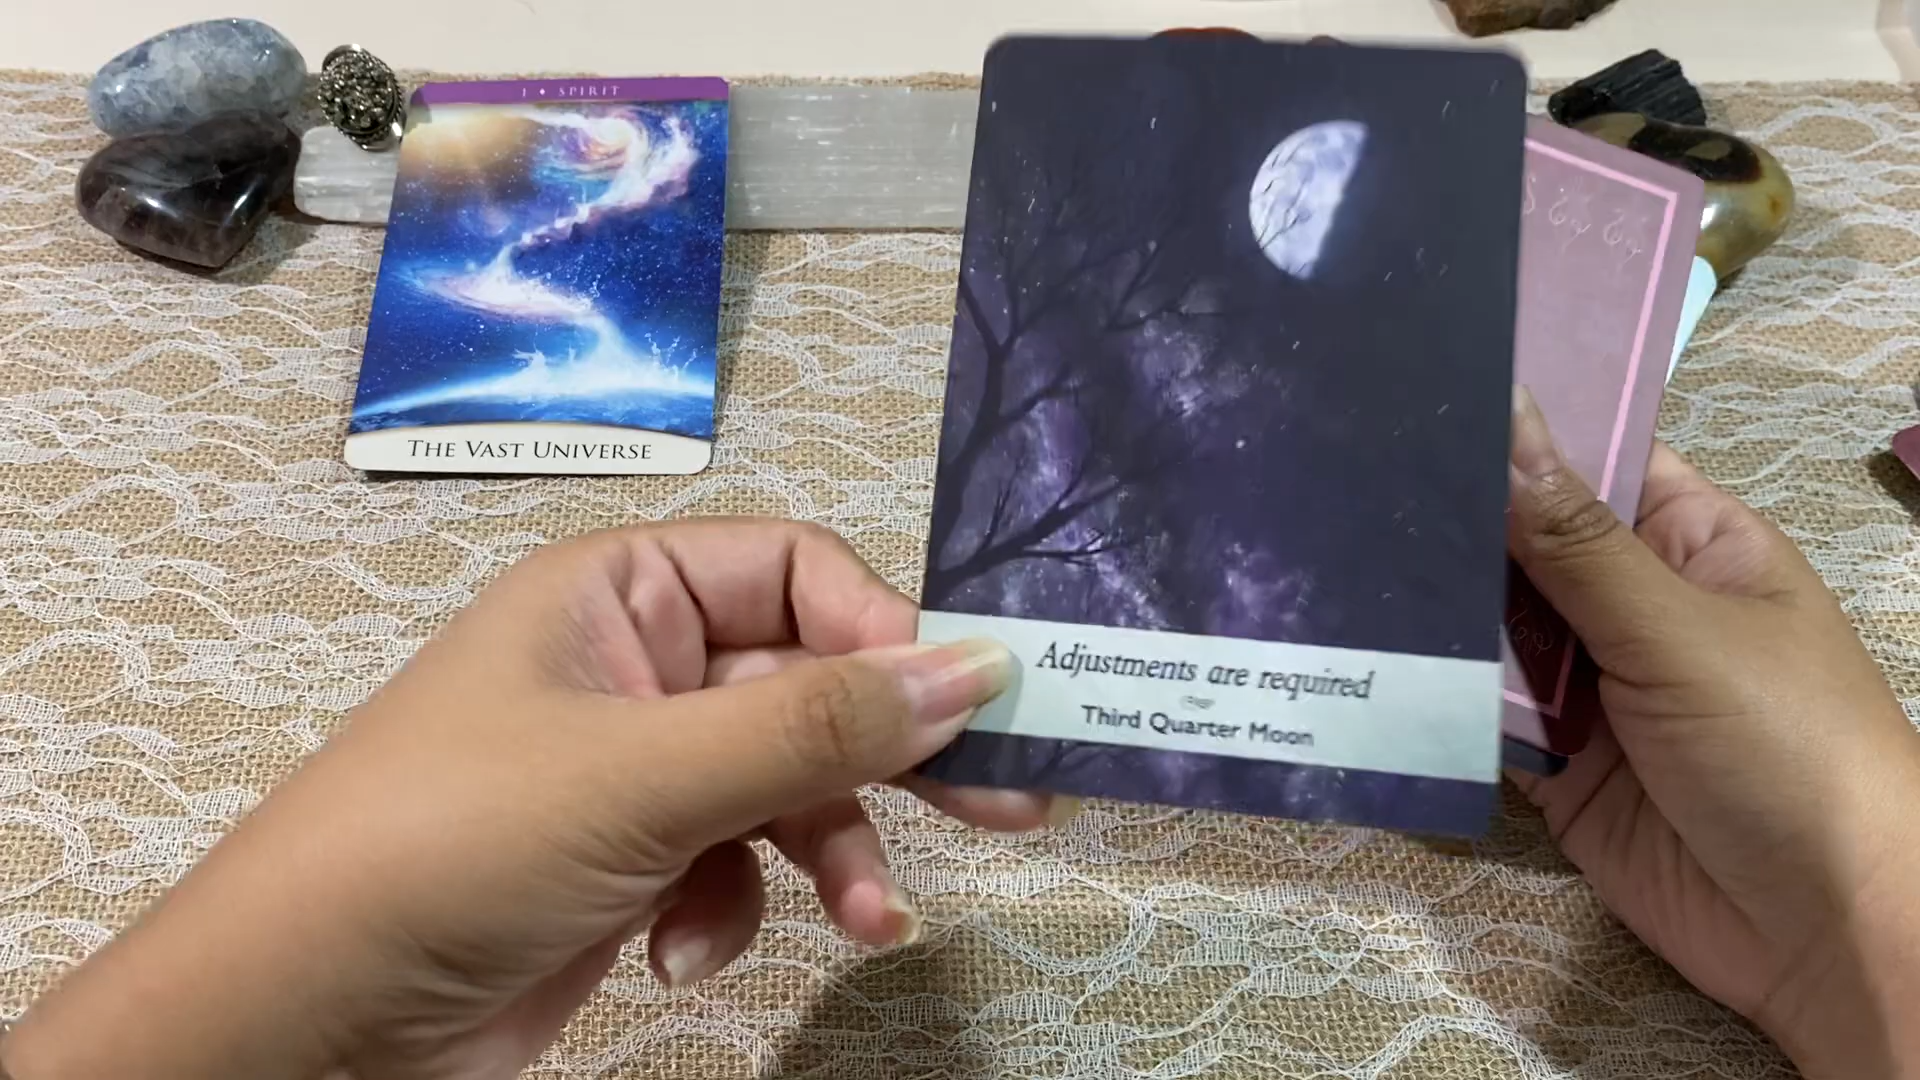 1 • SPIRIT
THE VAST UNIVERSE
Adjustments are required
Third Quarter Moon